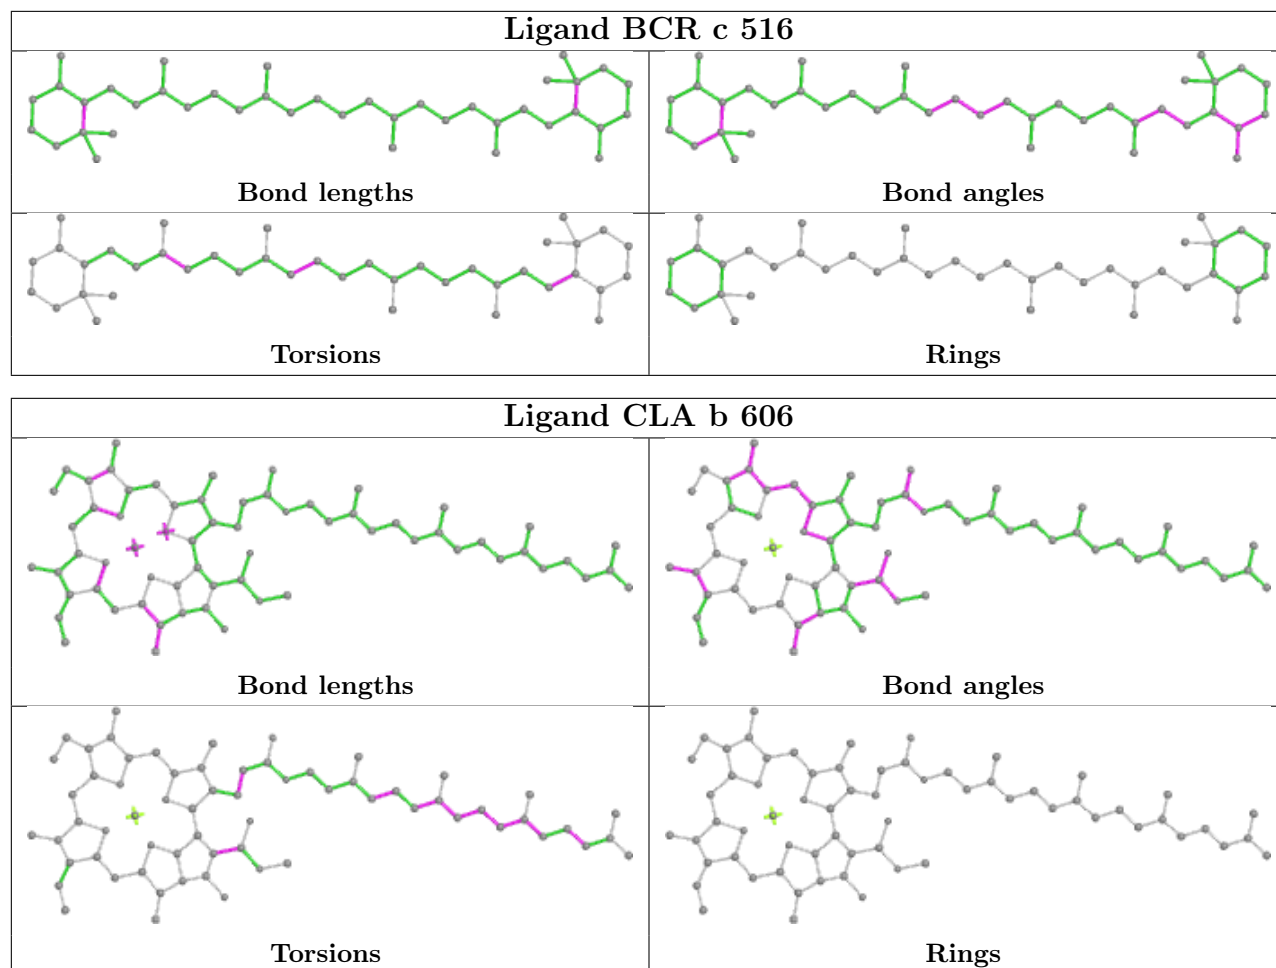 Ligand BCR c 516
Bond lengths
Bond angles
Torsions
Rings
Ligand CLA b 606
Bond lengths
Bond angles
Torsions
Rings